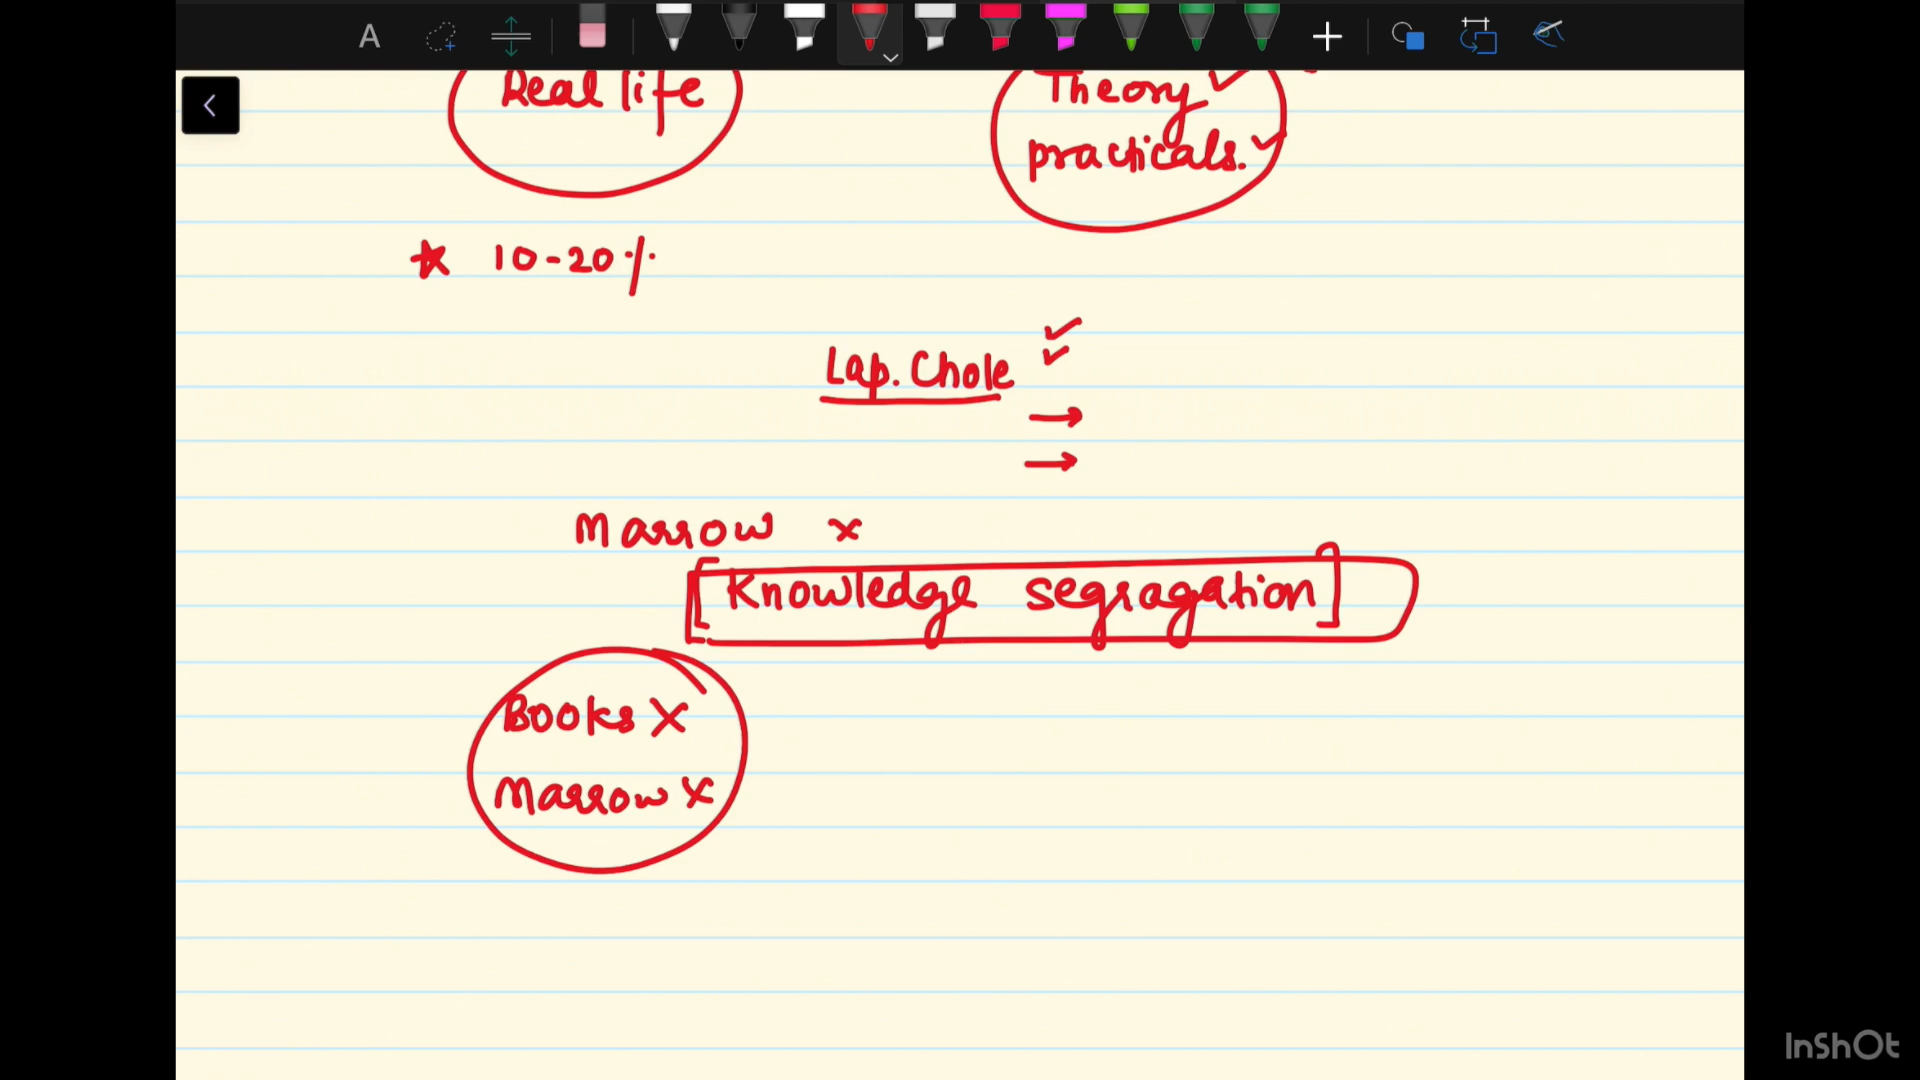 A
Real life
Theory ✓
practicals. ✓
★ 10-20%
Lap. Chole ✓ ✓
→
→
Marrow x
[Knowledge segragation]
Books x
Marrow x
InShOt